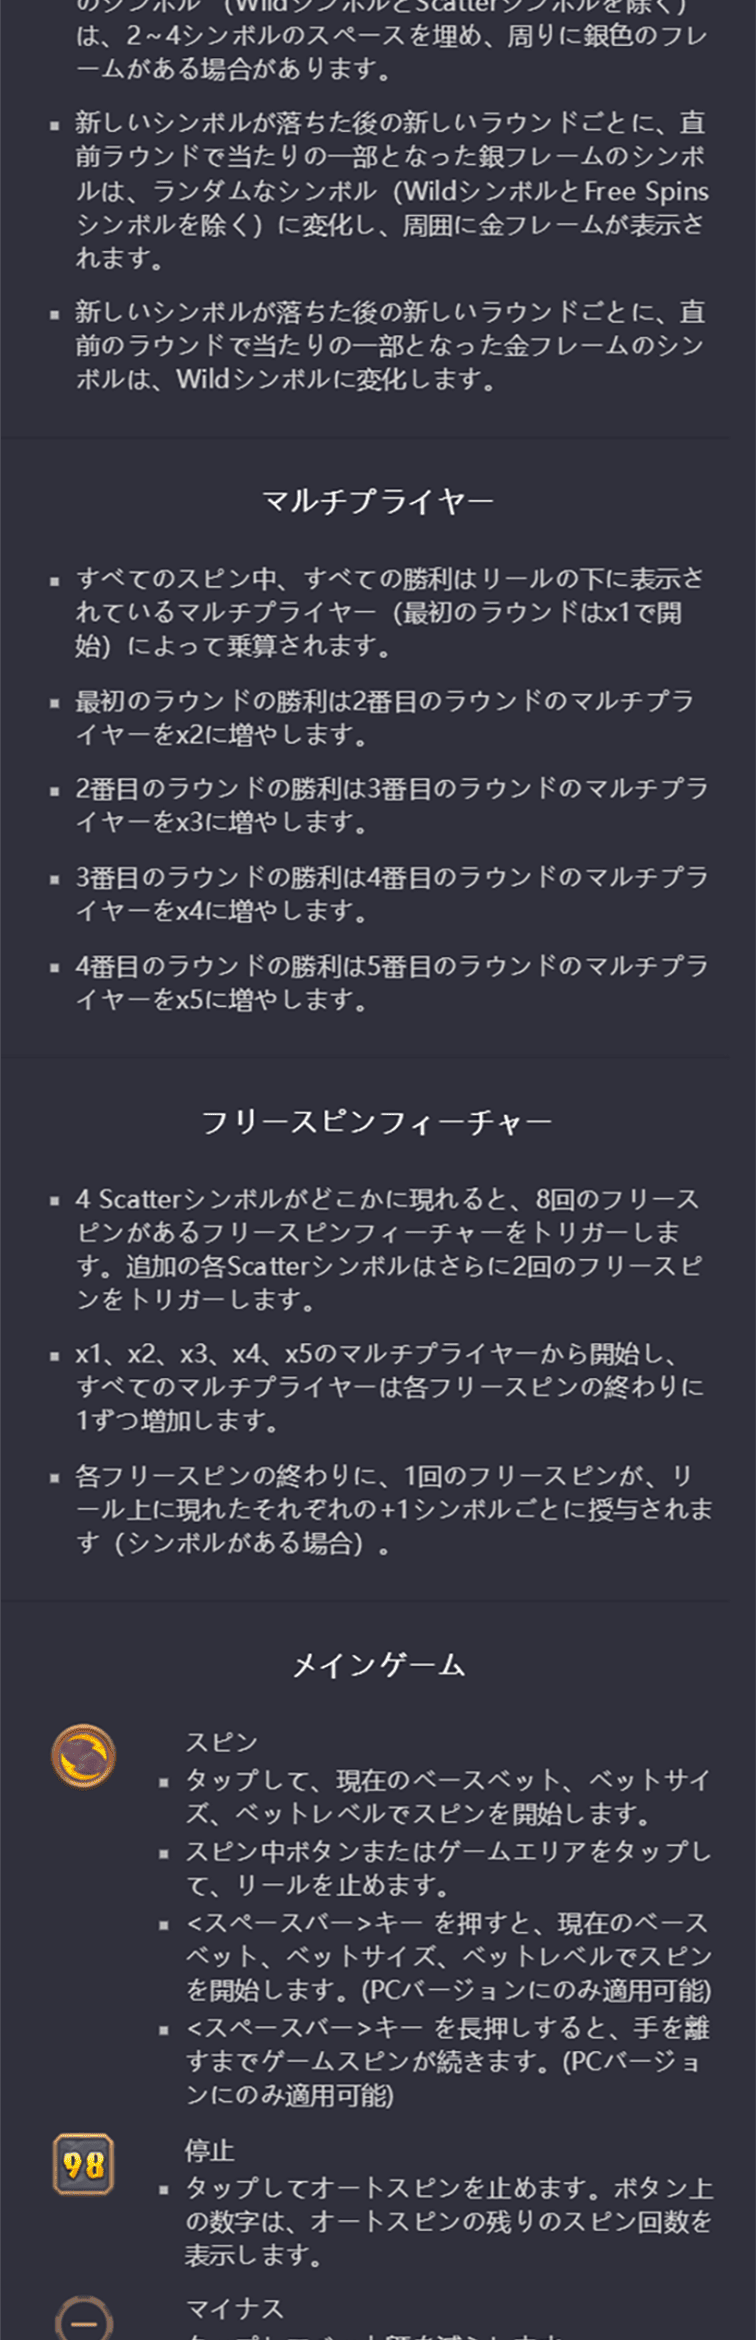 のシンボル （WildシンボルとScatterシンボルを除く）
は、2~4シンボルのスペースを埋め、周りに銀色のフレ
ームがある場合があります。
▪ 新しいシンボルが落ちた後の新しいラウンドごとに、直
前ラウンドで当たりの一部となった銀フレームのシンボ
ルは、ランダムなシンボル（WildシンボルとFree Spins
シンボルを除く）に変化し、周囲に金フレームが表示さ
れます。
▪ 新しいシンボルが落ちた後の新しいラウンドごとに、直
前のラウンドで当たりの一部となった金フレームのシン
ボルは、Wildシンボルに変化します。
マルチプライヤー
▪ すべてのスピン中、すべての勝利はリールの下に表示さ
れているマルチプライヤー（最初のラウンドはx1で開
始）によって乗算されます。
▪ 最初のラウンドの勝利は2番目のラウンドのマルチプラ
イヤーをx2に増やします。
▪ 2番目のラウンドの勝利は3番目のラウンドのマルチプラ
イヤーをx3に増やします。
▪ 3番目のラウンドの勝利は4番目のラウンドのマルチプラ
イヤーをx4に増やします。
▪ 4番目のラウンドの勝利は5番目のラウンドのマルチプラ
イヤーをx5に増やします。
フリースピンフィーチャー
▪ 4 Scatterシンボルがどこかに現れると、8回のフリース
ピンがあるフリースピンフィーチャーをトリガーしま
す。追加の各Scatterシンボルはさらに2回のフリースピ
ンをトリガーします。
▪ x1、x2、x3、x4、x5のマルチプライヤーから開始し、
すべてのマルチプライヤーは各フリースピンの終わりに
1ずつ増加します。
▪ 各フリースピンの終わりに、1回のフリースピンが、リ
ール上に現れたそれぞれの+1シンボルごとに授与されま
す（シンボルがある場合）。
メインゲーム
スピン
▪ タップして、現在のベースベット、ベットサイ
ズ、ベットレベルでスピンを開始します。
▪ スピン中ボタンまたはゲームエリアをタップし
て、リールを止めます。
▪ <スペースバー>キー を押すと、現在のベース
ベット、ベットサイズ、ベットレベルでスピン
を開始します。(PCバージョンにのみ適用可能)
▪ <スペースバー>キー を長押しすると、手を離
すまでゲームスピンが続きます。(PCバージョ
ンにのみ適用可能)
98
停止
▪ タップしてオートスピンを止めます。ボタン上
の数字は、オートスピンの残りのスピン回数を
表示します。
マイナス